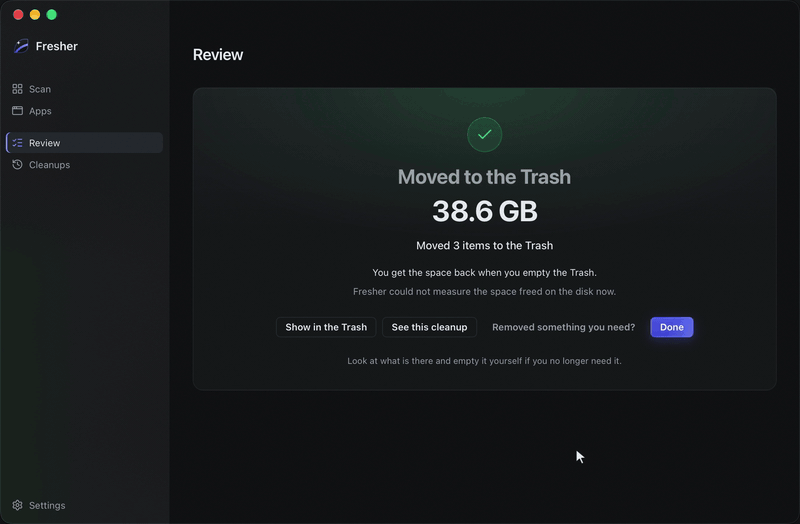 Fresher
Scan
Apps
Review
Cleanups
Settings
Review
Moved to the Trash
38.6 GB
Moved 3 items to the Trash
You get the space back when you empty the Trash.
Fresher could not measure the space freed on the disk now.
Show in the Trash
See this cleanup
Removed something you need?
Done
Look at what is there and empty it yourself if you no longer need it.